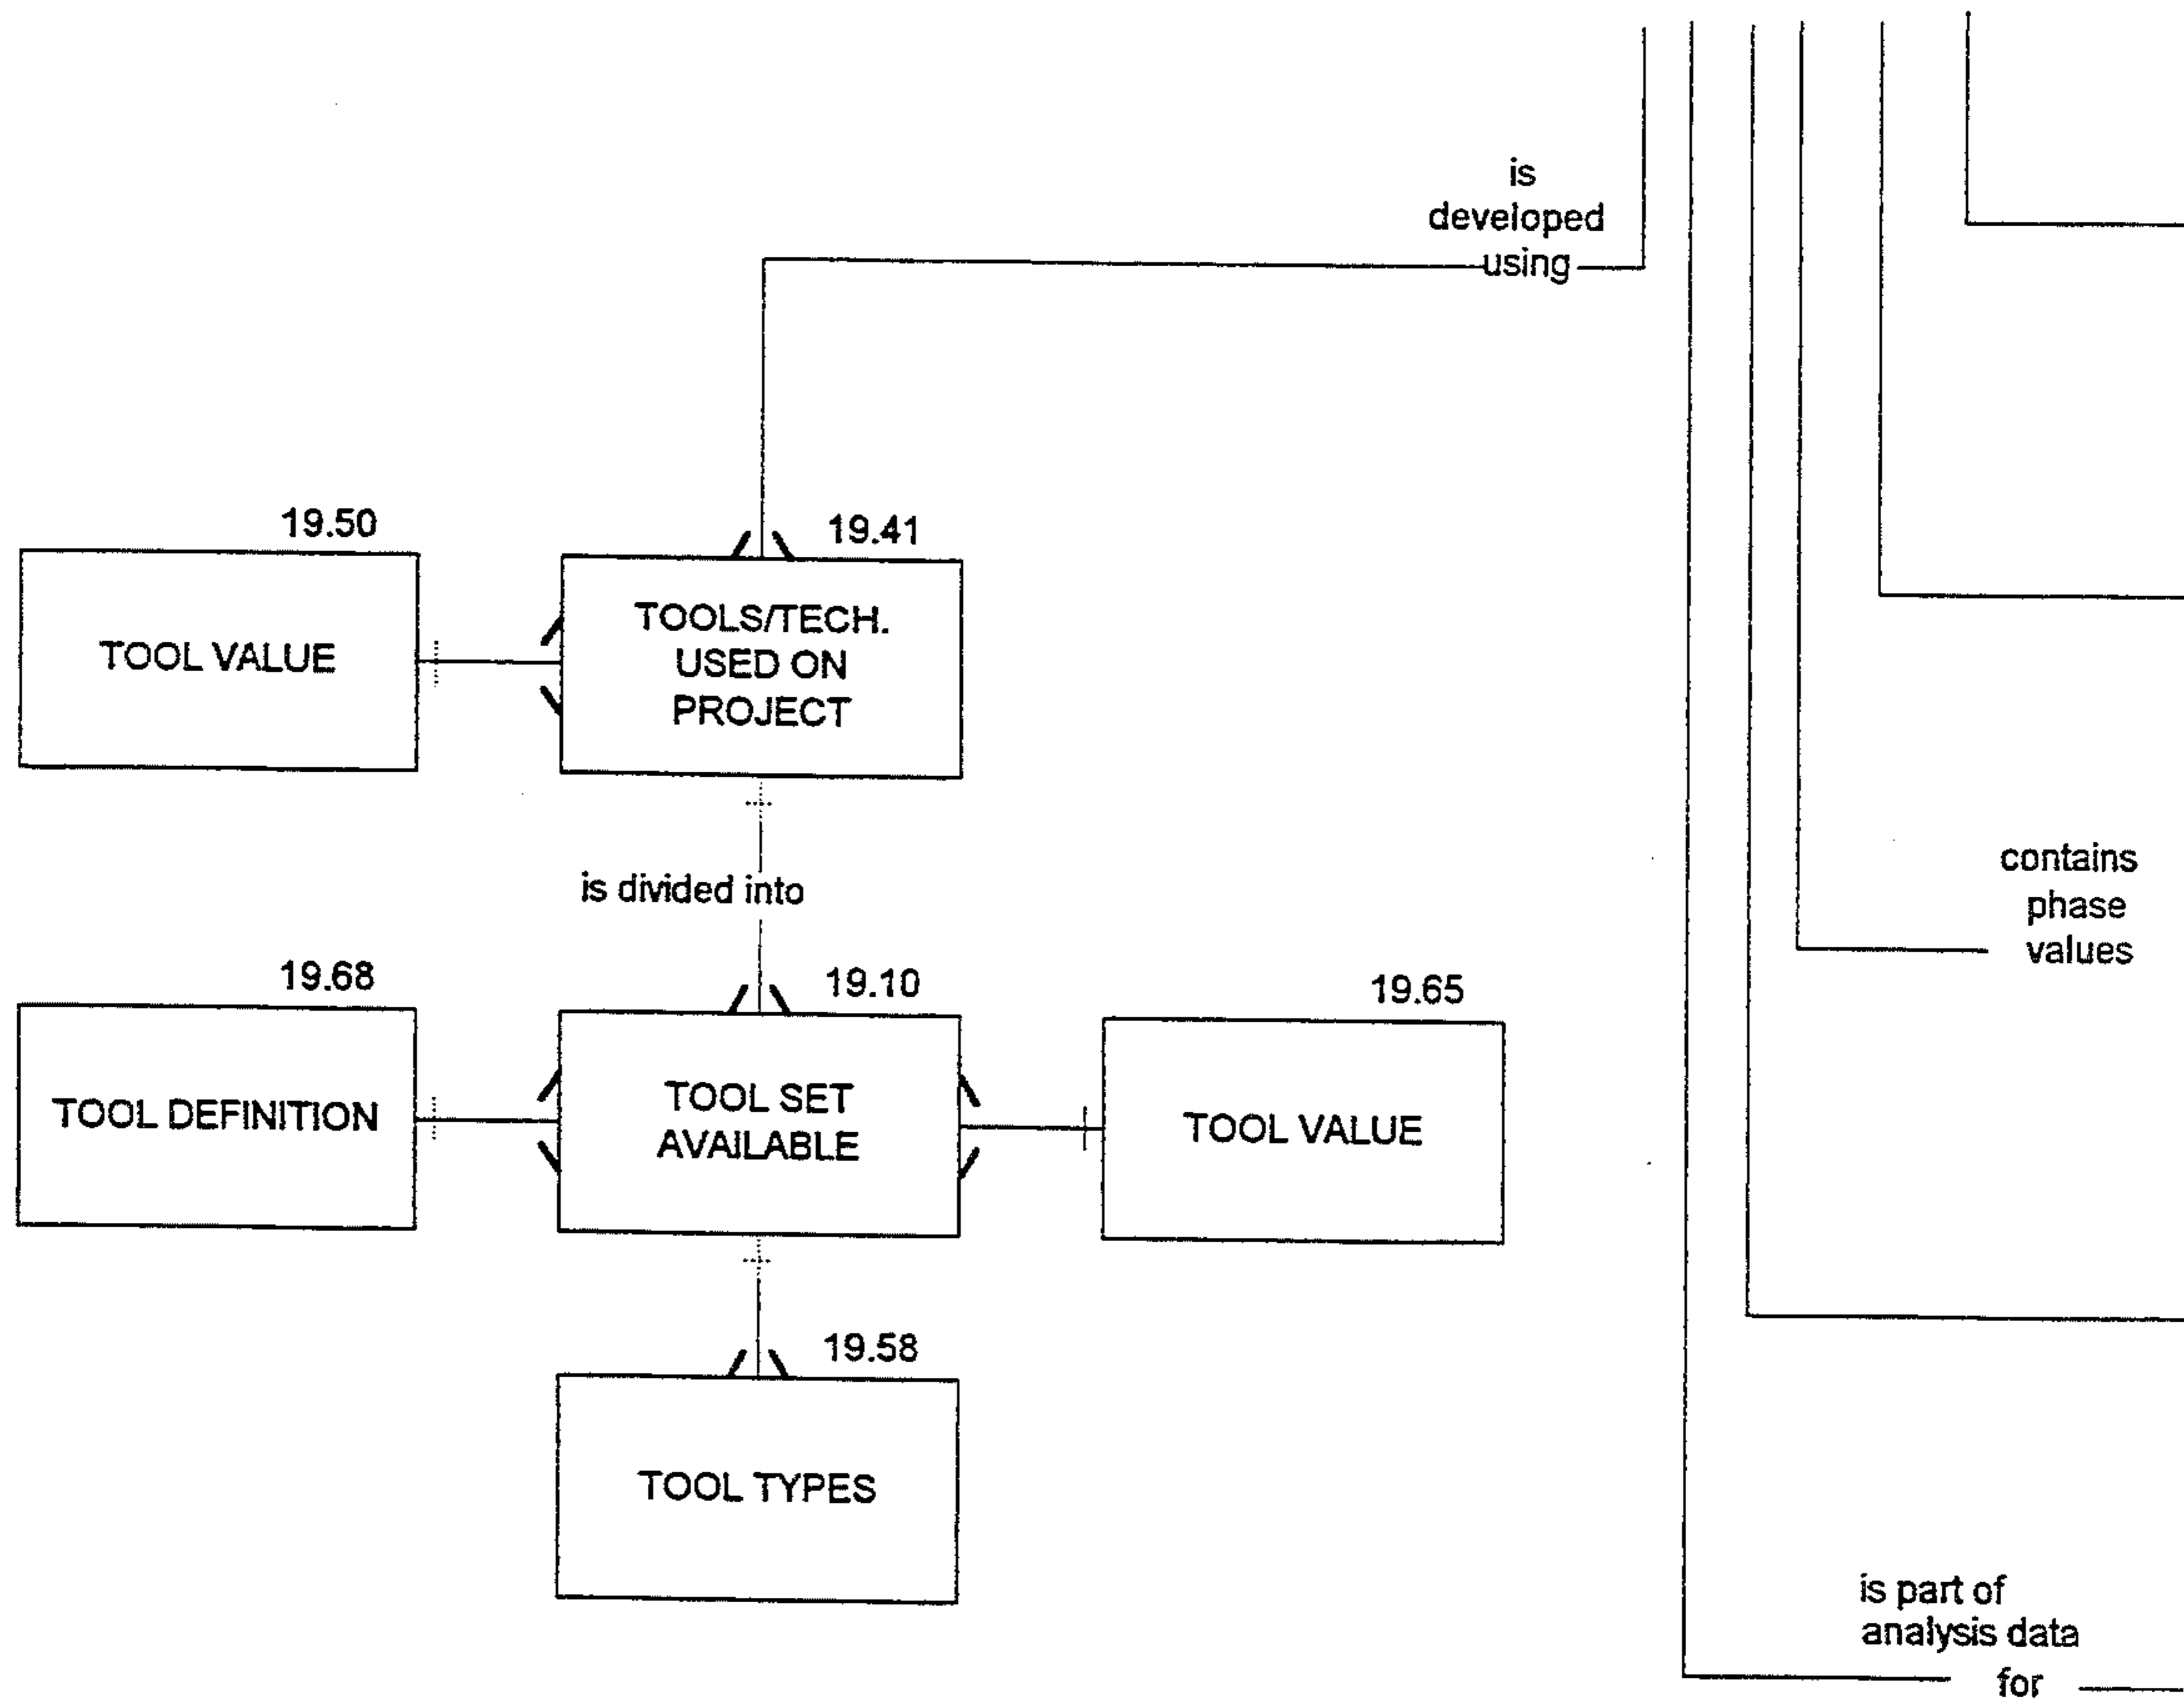 is
developed
using
19.50
19.41
TOOL VALUE
TOOLS/TECH.
USED ON
PROJECT
is divided into
contains
phase
values
19.68
19.10
19.65
TOOL DEFINITION
TOOL SET
AVAILABLE
TOOL VALUE
19.58
TOOL TYPES
is part of
analysis data
for